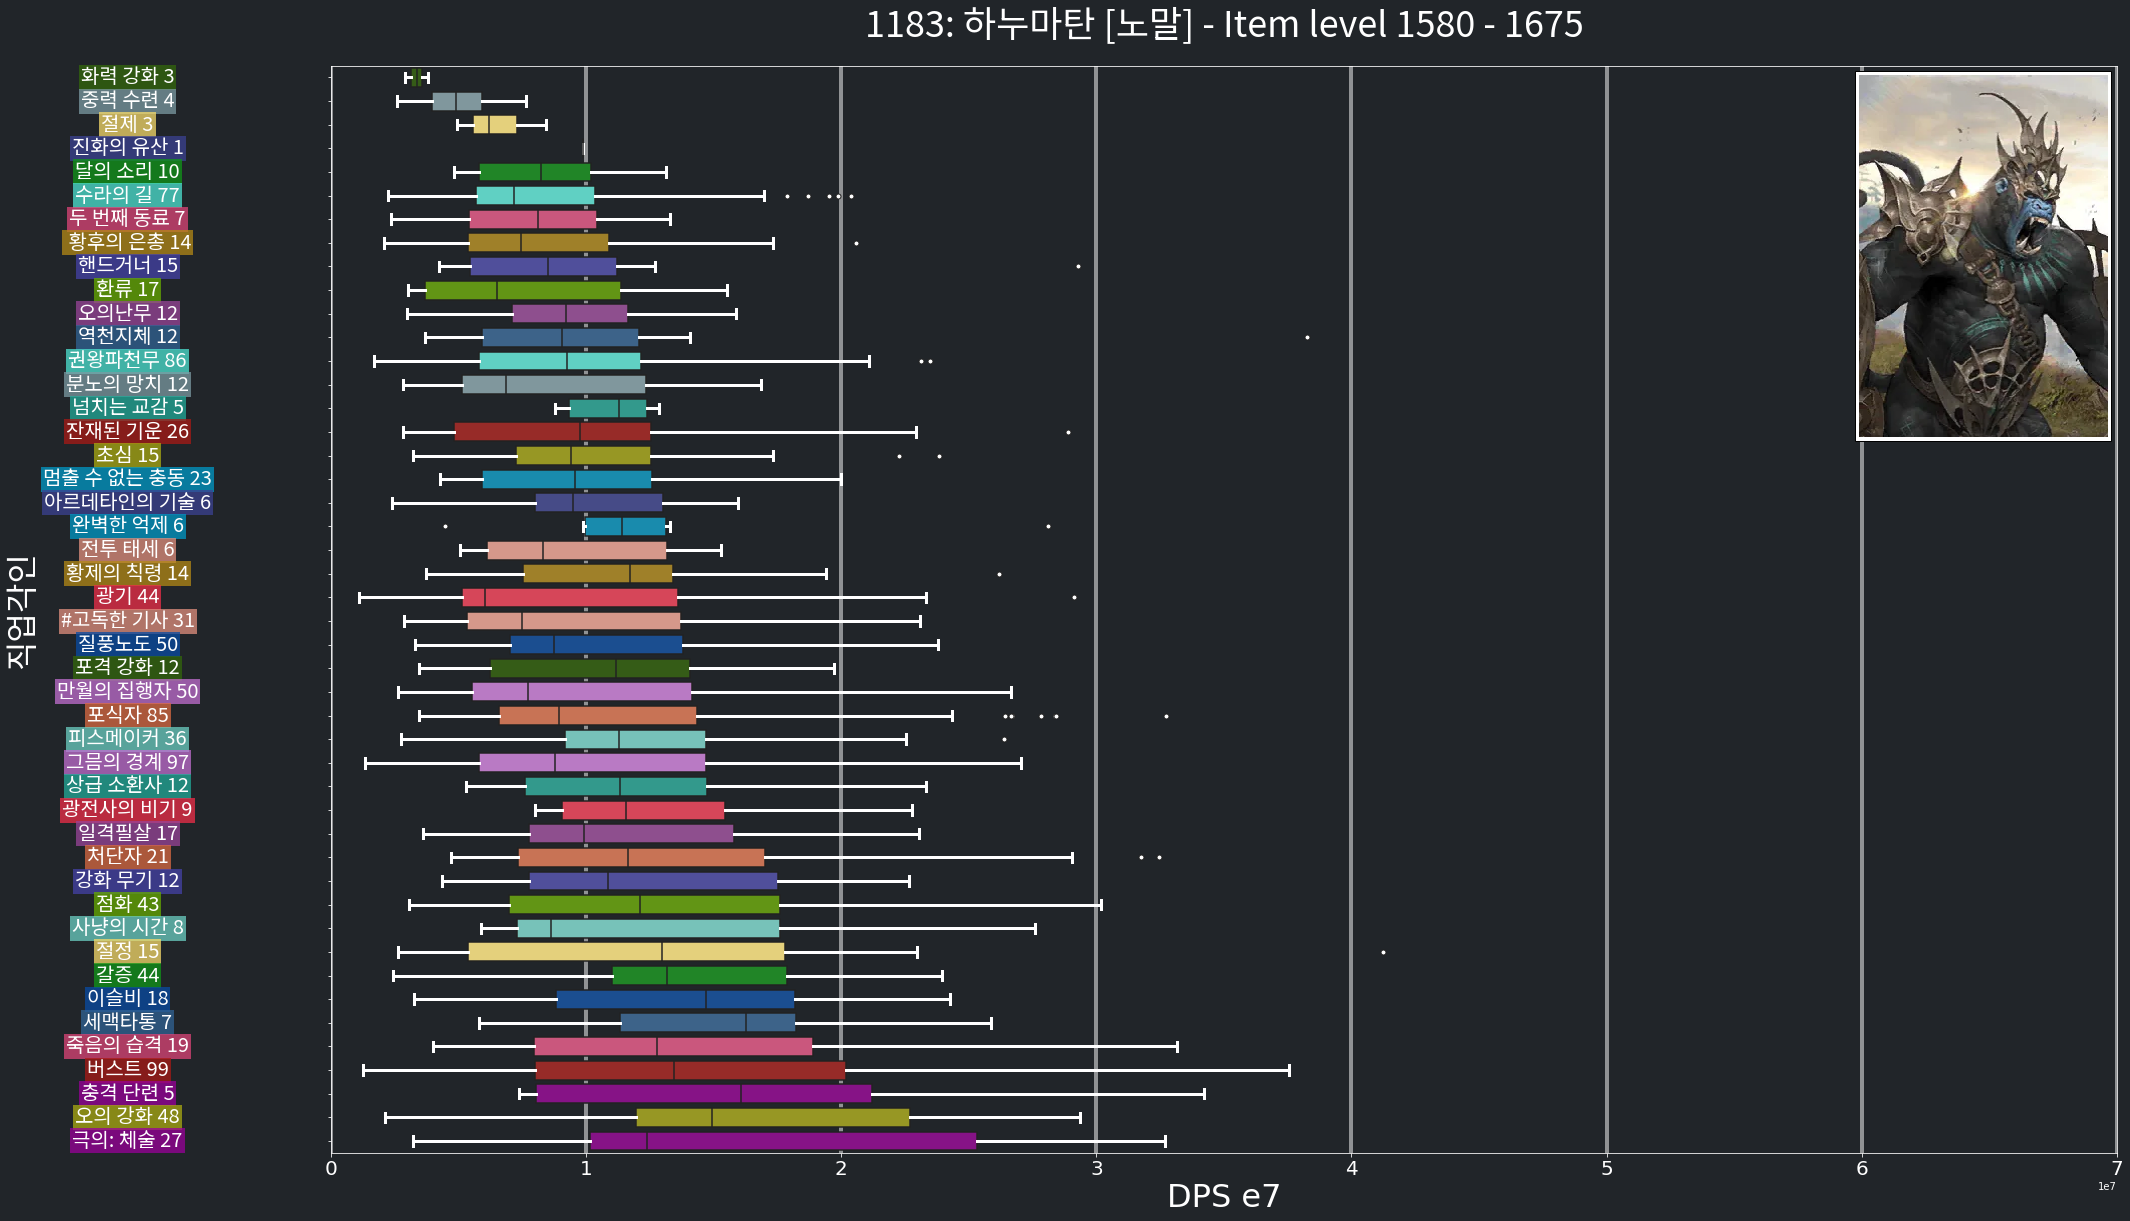 1183: 하누마탄 [노말] - Item level 1580 - 1675
화력 강화 3
중력 수련 4
절제 3
진화의 유산 1
달의 소리 10
수라의 길 77
두 번째 동료 7
황후의 은총 14
핸드거너 15
환류 17
오의난무 12
역천지체 12
권왕파천무 86
분노의 망치 12
넘치는 교감 5
잔재된 기운 26
초심 15
멈출 수 없는 충동 23
아르데타인의 기술 6
완벽한 억제 6
전투 태세 6
황제의 칙령 14
광기 44
#고독한 기사 31
질풍노도 50
포격 강화 12
만월의 집행자 50
포식자 85
피스메이커 36
그믐의 경계 97
상급 소환사 12
광전사의 비기 9
일격필살 17
처단자 21
강화 무기 12
점화 43
사냥의 시간 8
절정 15
갈증 44
이슬비 18
세맥타통 7
죽음의 습격 19
버스트 99
충격 단련 5
오의 강화 48
극의: 체술 27
직업각인
0 1 2 3 4 5 6 7
1e7
DPS e7